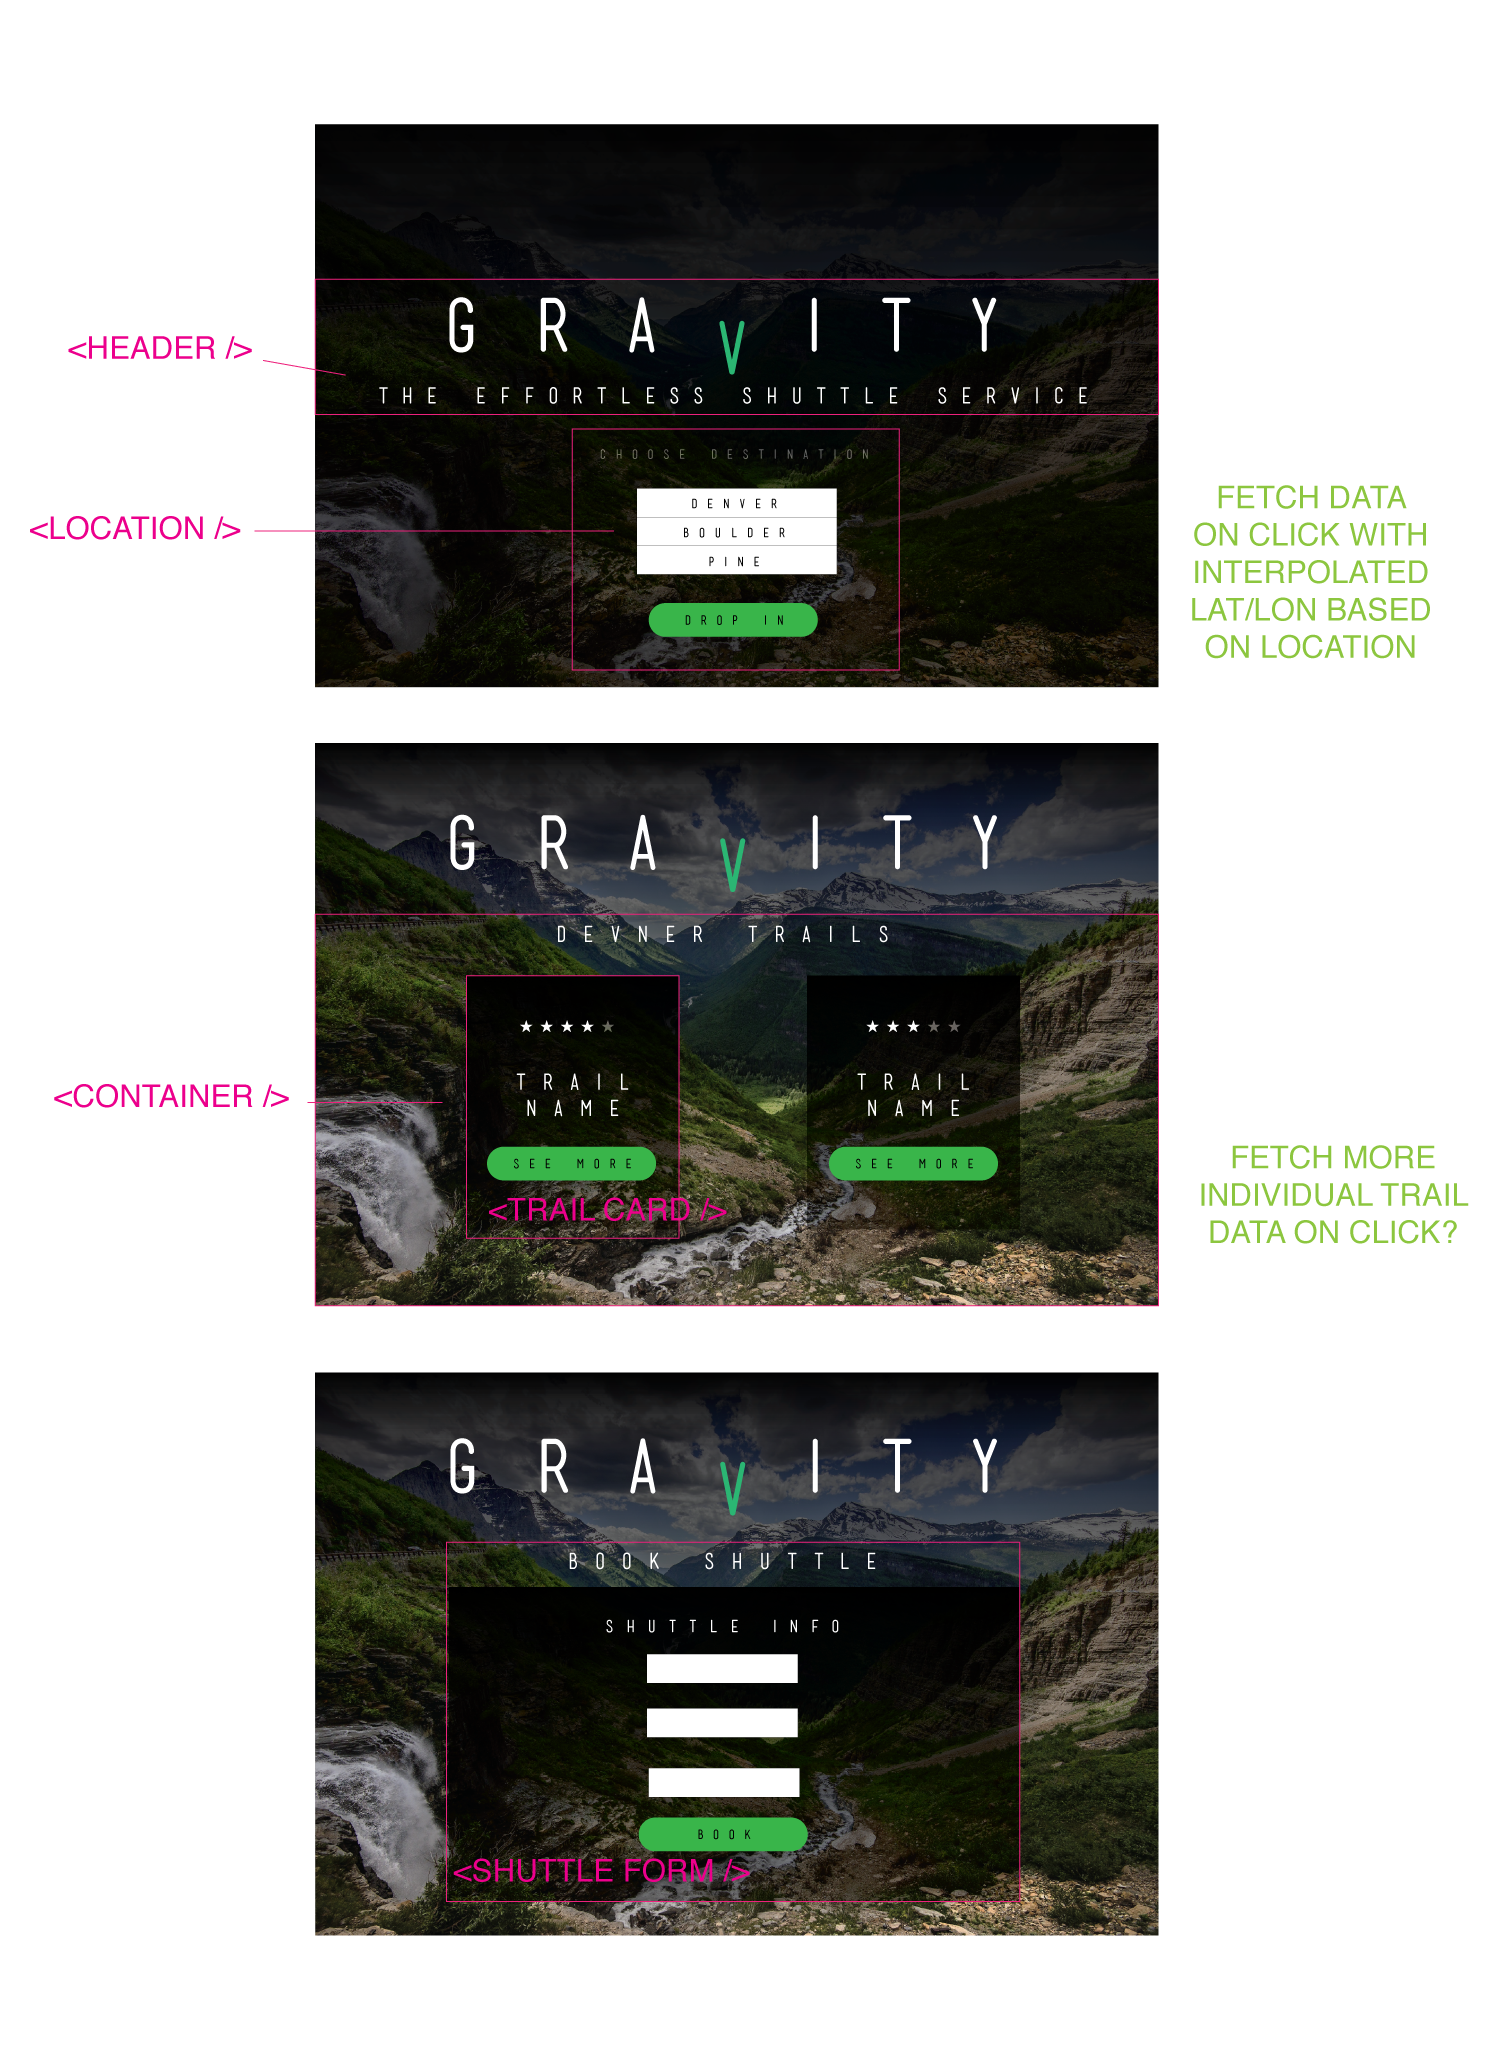 GRAVITY
THE EFFORTLESS SHUTTLE SERVICE
<HEADER />
CHOOSE DESTINATION
DENVER
BOULDER
PINE
DROP IN
<LOCATION />
FETCH DATA
ON CLICK WITH
INTERPOLATED
LAT/LON BASED
ON LOCATION
GRAVITY
DEVNER TRAILS
TRAIL
NAME
SEE MORE
<TRAIL CARD />
TRAIL
NAME
SEE MORE
<CONTAINER />
FETCH MORE
INDIVIDUAL TRAIL
DATA ON CLICK?
GRAVITY
BOOK SHUTTLE
SHUTTLE INFO
BOOK
<SHUTTLE FORM />